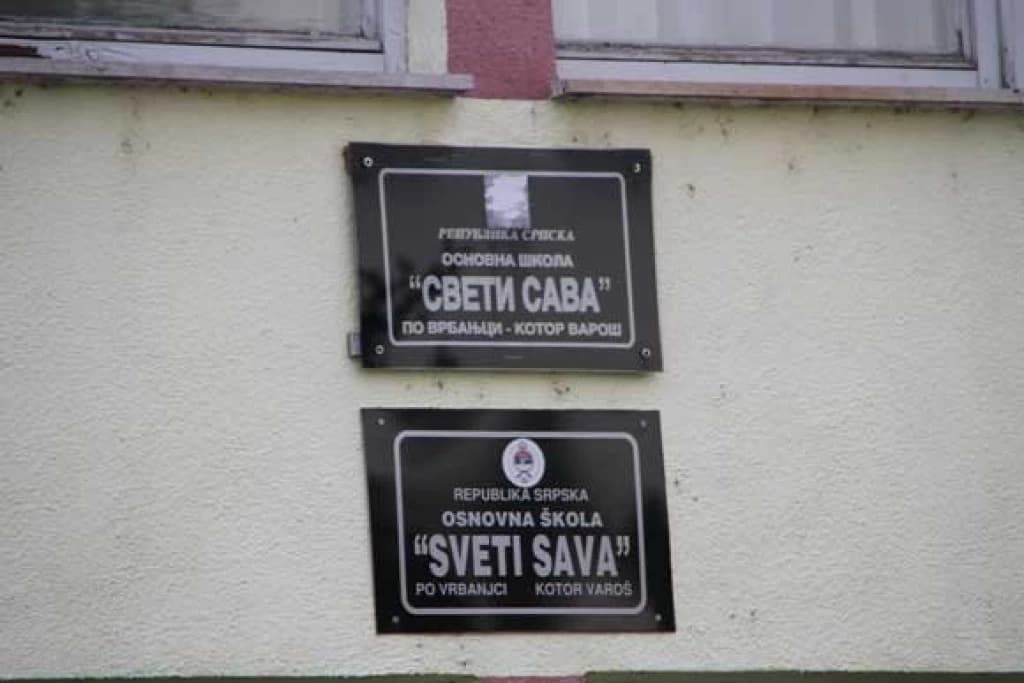 РЕПУБЛИКА СРПСКА
ОСНОВНА ШКОЛА
“СВЕТИ САВА”
ПО ВРБАЊЦИ - КОТОР ВАРОШ
REPUBLIKA SRPSKA
OSNOVNA ŠKOLA
“SVETI SAVA”
PO VRBANJCI KOTOR VAROŠ